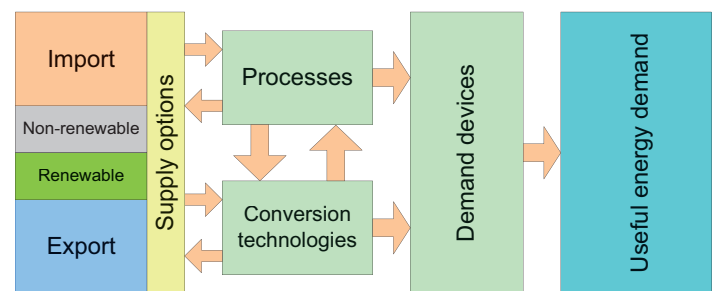 Import
Non-renewable
Renewable
Export
Supply options
Processes
Conversion
technologies
Demand devices
Useful energy demand